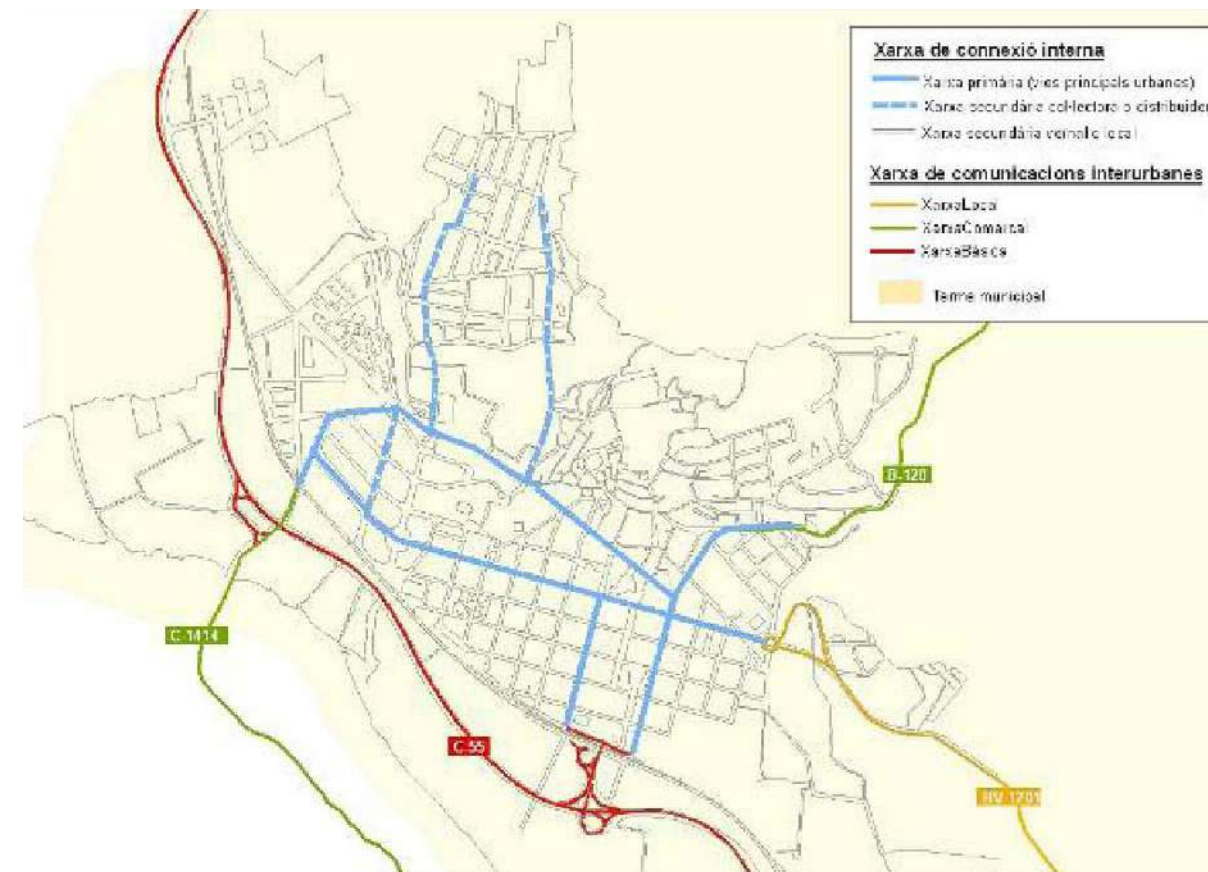 Xarxa de connexió interna
Xarxa primària (vies principals urbanes)
Xarxa secundària col·lectora o distribuidor
Xarxa secundària veïnal o local
Xarxa de comunicacions interurbanes
XarxaLocal
XarxaComarcal
XarxaBàsica
Terme municipal
B-120
C-1414
C-55
BV-1201